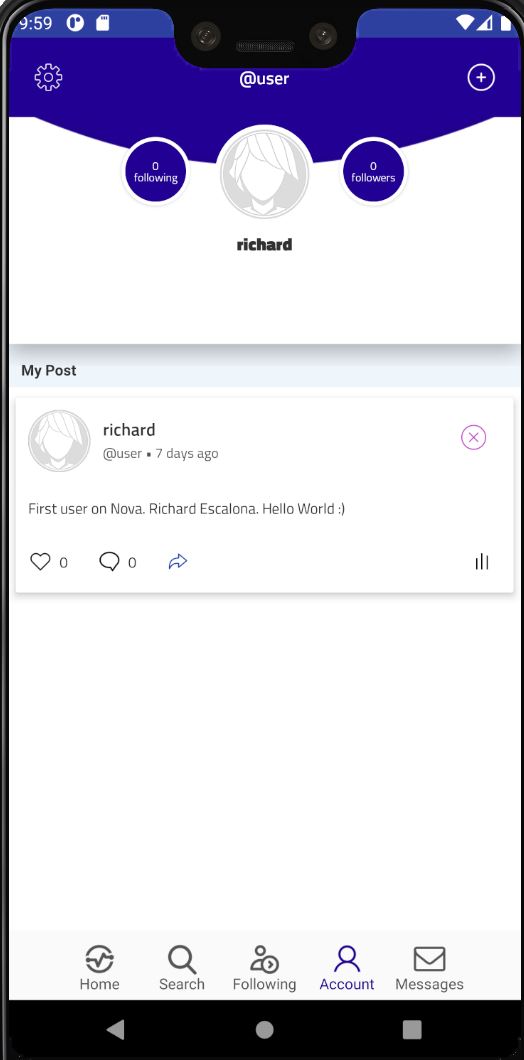 9:59
@user
0
following
0
followers
richard
My Post
richard
@user • 7 days ago
First user on Nova. Richard Escalona. Hello World :)
0
0
Home
Search
Following
Account
Messages